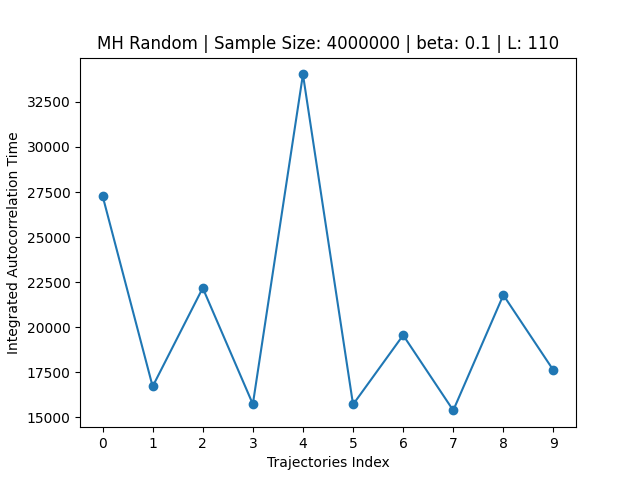 MH Random | Sample Size: 4000000 | beta: 0.1 | L: 110
Integrated Autocorrelation Time
32500
30000
27500
25000
22500
20000
17500
15000
0 1 2 3 4 5 6 7 8 9
Trajectories Index